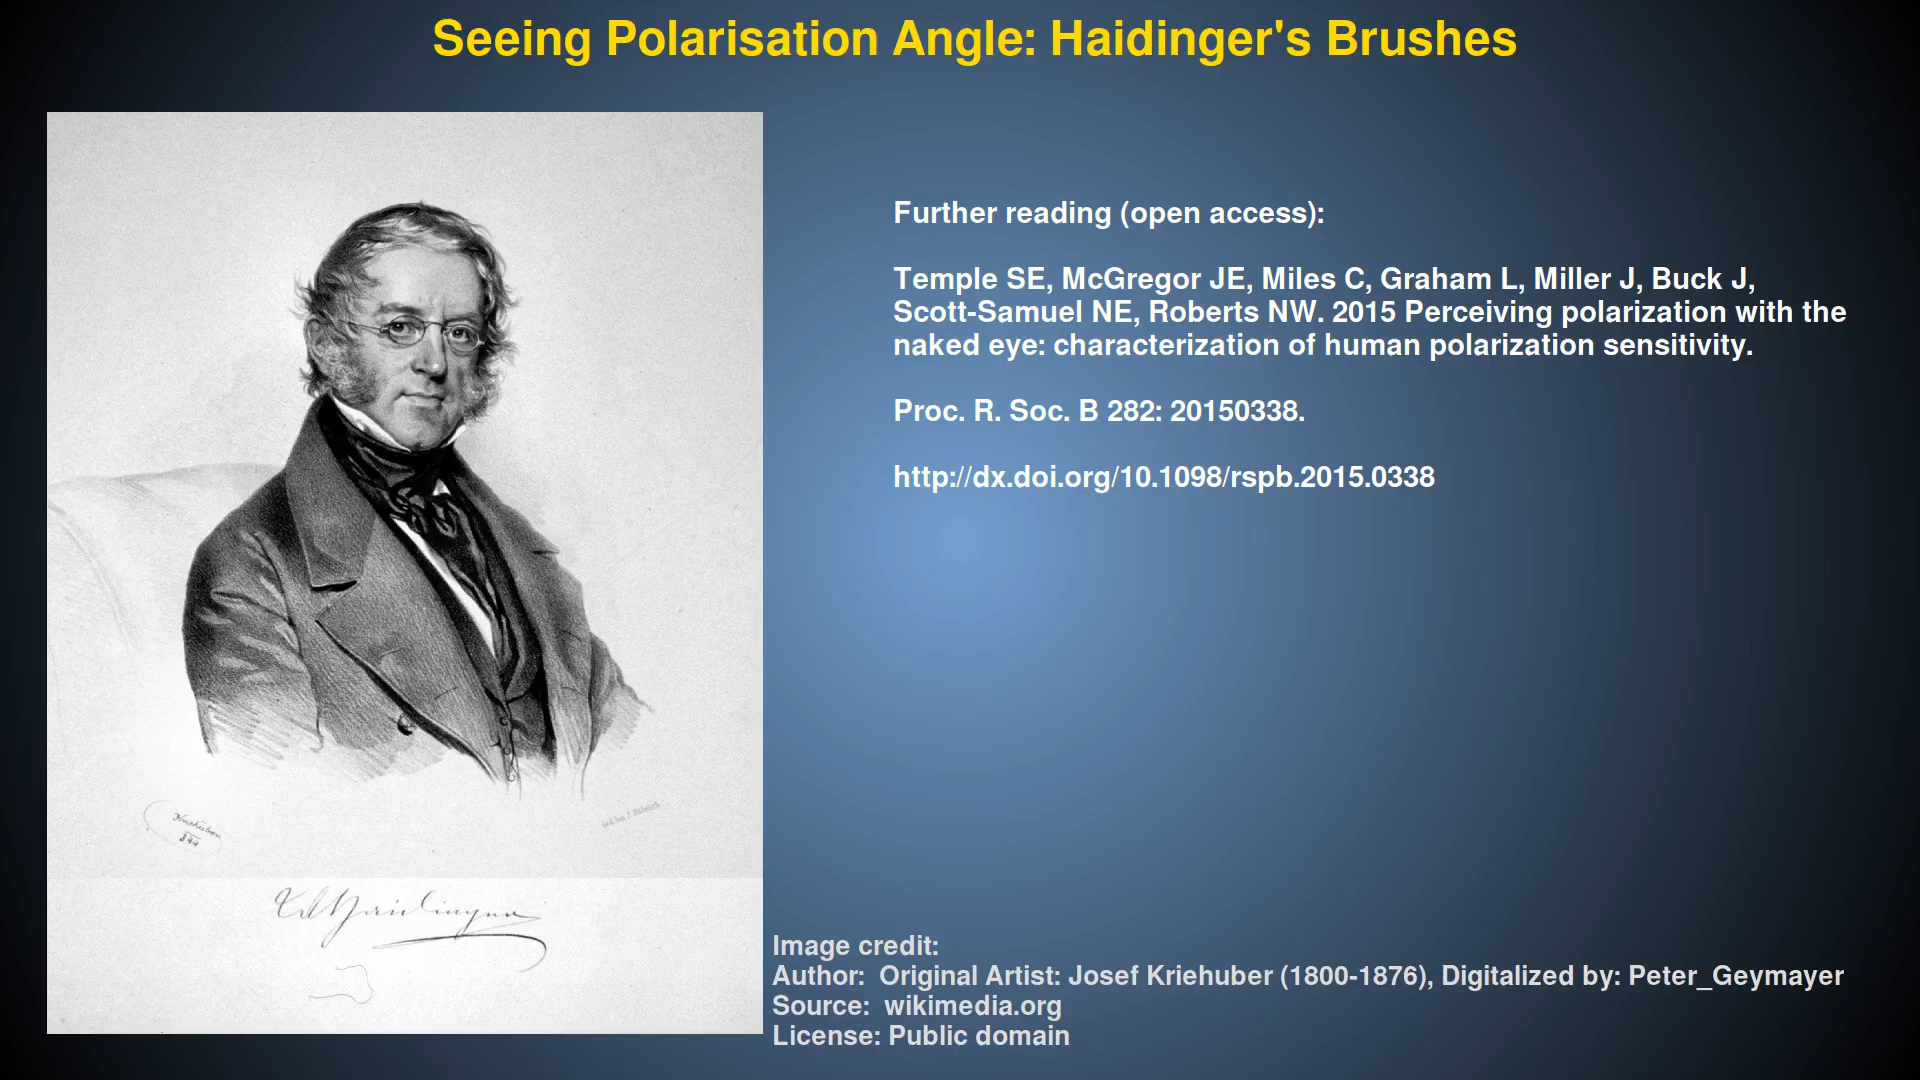 Seeing Polarisation Angle: Haidinger's Brushes
Further reading (open access):
Temple SE, McGregor JE, Miles C, Graham L, Miller J, Buck J,
Scott-Samuel NE, Roberts NW. 2015 Perceiving polarization with the
naked eye: characterization of human polarization sensitivity.
Proc. R. Soc. B 282: 20150338.
http://dx.doi.org/10.1098/rspb.2015.0338
Image credit:
Author:  Original Artist: Josef Kriehuber (1800-1876), Digitalized by: Peter_Geymayer
Source:  wikimedia.org
License: Public domain